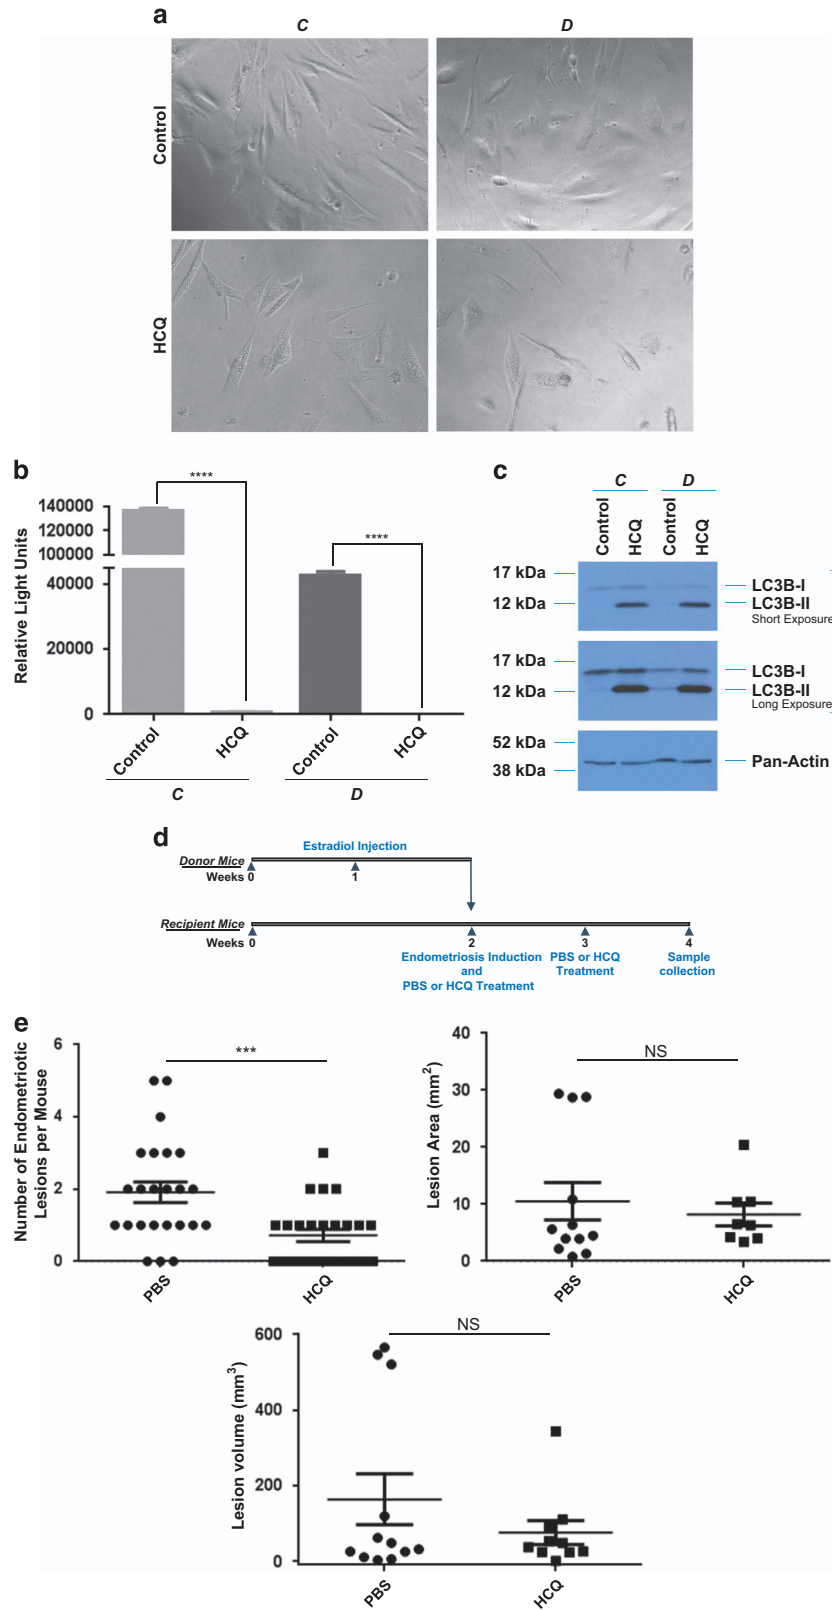 a
C D
Control
HCQ
b
****
****
140000
120000
100000
40000
20000
0
Relative Light Units
Control HCQ Control HCQ
C D
c
C D
Control HCQ Control HCQ
17 kDa
12 kDa
LC3B-I
LC3B-II
Short Exposure
17 kDa
12 kDa
LC3B-I
LC3B-II
Long Exposure
52 kDa
38 kDa
Pan-Actin
d
Estradiol Injection
Donor Mice
Weeks 0 1
Recipient Mice
Weeks 0 2 3 4
Endometriosis Induction
and
PBS or HCQ Treatment
PBS or HCQ
Treatment
Sample
collection
e
Number of Endometriotic
Lesions per Mouse
6
4
2
0
***
PBS HCQ
Lesion Area (mm²)
40
30
20
10
0
NS
PBS HCQ
Lesion volume (mm³)
600
400
200
0
NS
PBS HCQ